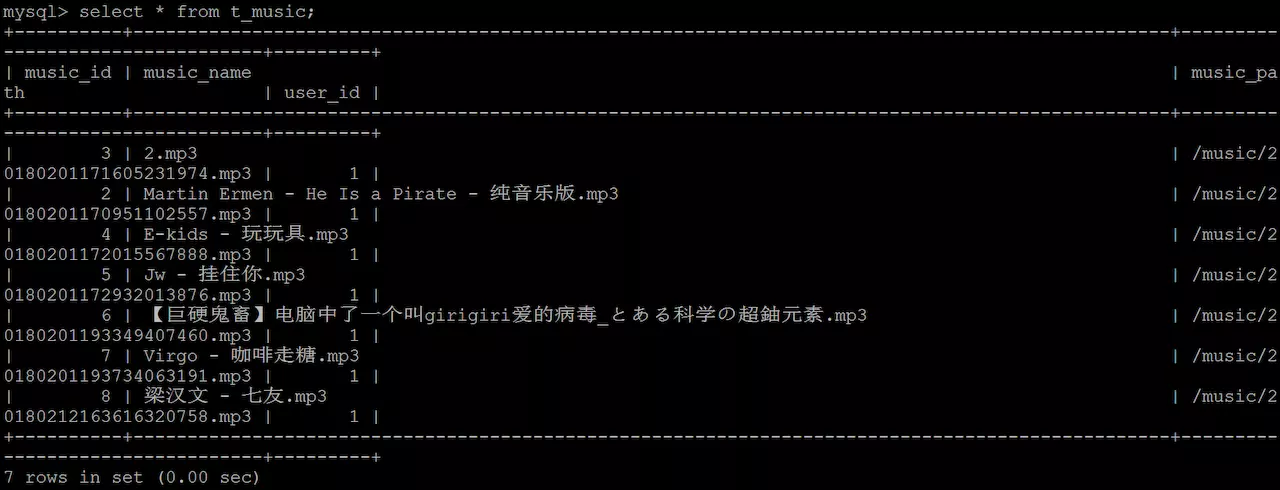 mysql> select * from t_music;
+----------+-------------------------------------------------------------------------------------------------+---------
------------------------+---------+
| music_id | music_name | music_pa
th | user_id |
+----------+-------------------------------------------------------------------------------------------------+---------
------------------------+---------+
| 3 | 2.mp3 | /music/2
0180201171605231974.mp3 | 1 |
| 2 | Martin Ermen - He Is a Pirate - 纯音乐版.mp3 | /music/2
0180201170951102557.mp3 | 1 |
| 4 | E-kids - 玩玩具.mp3 | /music/2
0180201172015567888.mp3 | 1 |
| 5 | Jw - 挂住你.mp3 | /music/2
0180201172932013876.mp3 | 1 |
| 6 | 【巨硬鬼畜】电脑中了一个叫girigiri爱的病毒_とある科学の超鈾元素.mp3 | /music/2
0180201193349407460.mp3 | 1 |
| 7 | Virgo - 咖啡走糖.mp3 | /music/2
0180201193734063191.mp3 | 1 |
| 8 | 梁汉文 - 七友.mp3 | /music/2
0180212163616320758.mp3 | 1 |
+----------+-------------------------------------------------------------------------------------------------+---------
------------------------+---------+
7 rows in set (0.00 sec)